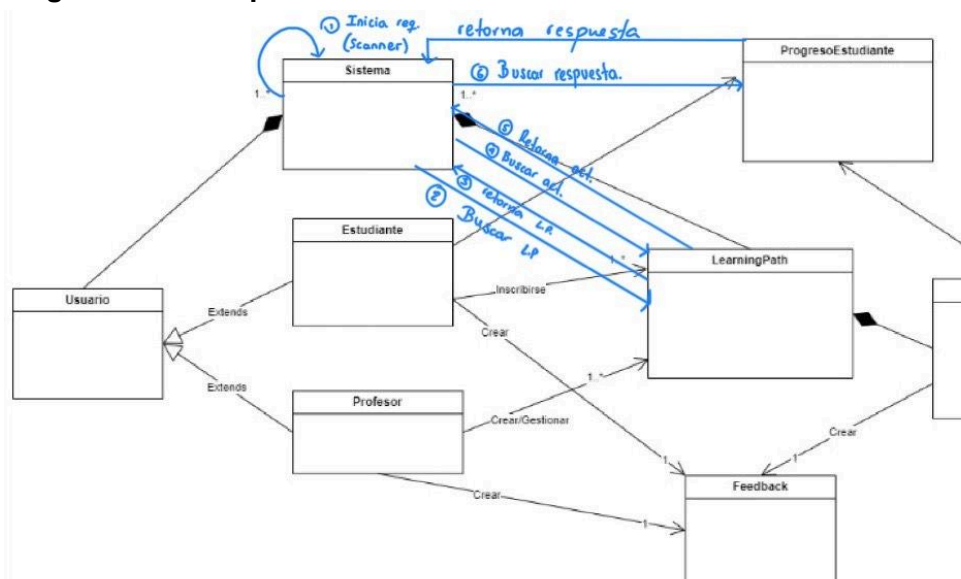 ① Inicia req.
(scanner)
retorna respuesta
Sistema
ProgresoEstudiante
⑥ Buscar respuesta.
1..*
1..*
⑤ Retorna act.
④ Buscar act.
③ retorna LP.
② Buscar LP
Estudiante
1..*
LearningPath
Usuario
Inscribirse
Extends
Crear
Extends
1..*
Profesor
Crear/Gestionar
Crear
1
1
Feedback
Crear
1